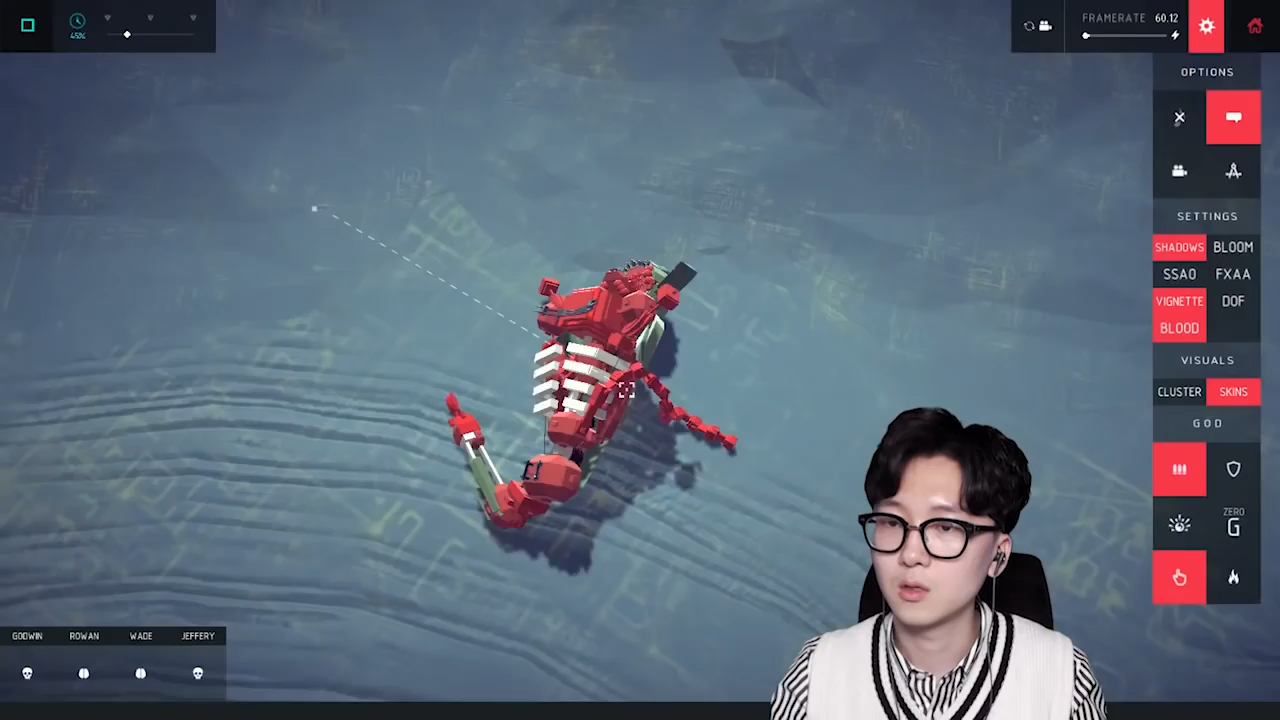 45%
FRAMERATE 60.12
OPTIONS
SETTINGS
SHADOWS BLOOM
SSAO FXAA
VIGNETTE DOF
BLOOD
VISUALS
CLUSTER SKINS
GOD
ZERO
G
GODWIN ROWAN WADE JEFFERY